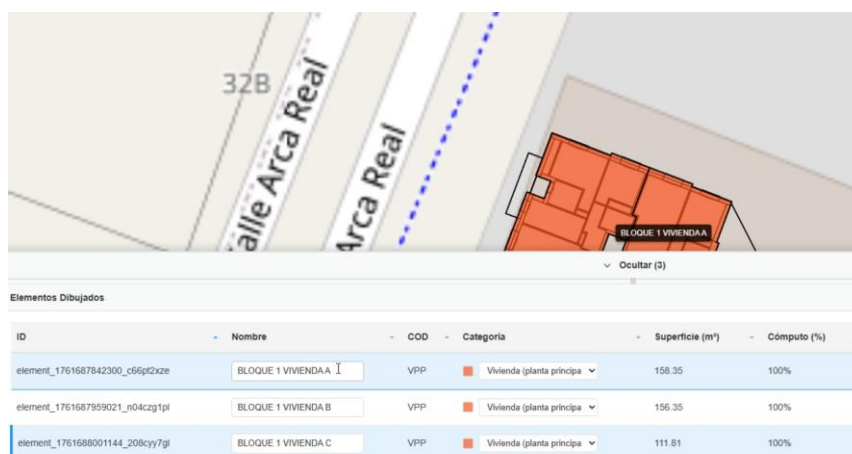 32B
alle Arca Real
Arca Real
BLOQUE 1 VIVIENDA A
Ocultar (3)
Elementos Dibujados
ID Nombre COD Categoría Superficie (m²) Cómputo (%)
element_1761687842300_c66pt2xze BLOQUE 1 VIVIENDA A VPP Vivienda (planta principa 158.35 100%
element_1761687959021_n04czg1pl BLOQUE 1 VIVIENDA B VPP Vivienda (planta principa 156.35 100%
element_1761688001144_208cyy7gl BLOQUE 1 VIVIENDA C VPP Vivienda (planta principa 111.81 100%